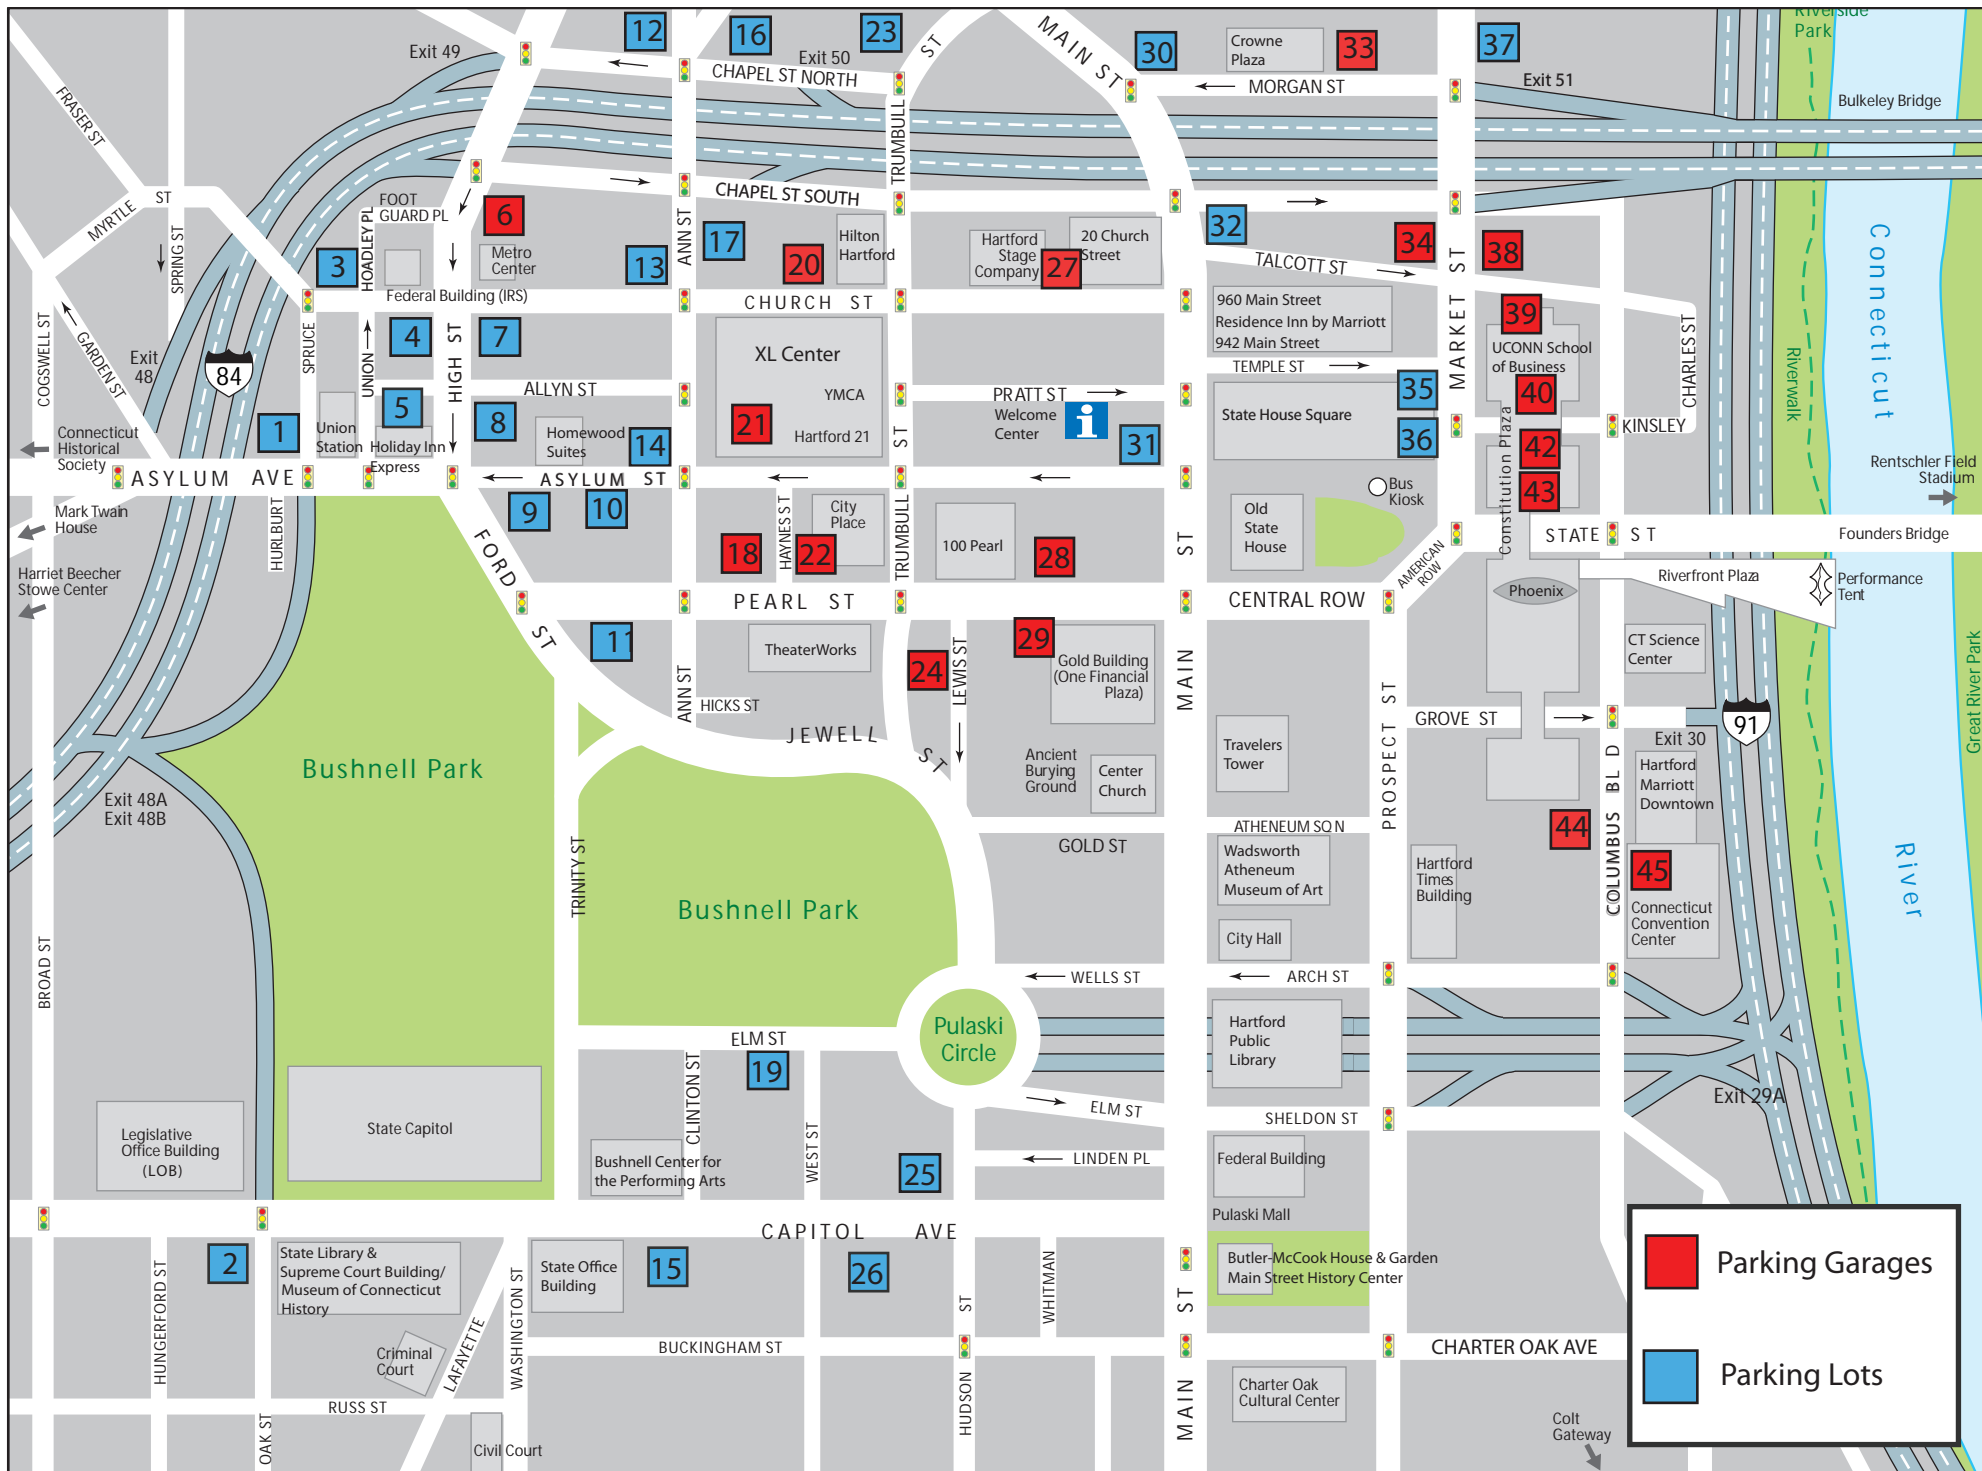 12
16
23
Riverside
Park
Exit 49
Exit 50
CHAPEL ST NORTH
TRUMBULL
ST
MAIN ST
30
Crowne
Plaza
33
MORGAN ST
37
Exit 51
Bulkeley Bridge
FRASER ST
MYRTLE
ST
SPRING ST
FOOT
GUARD PL
HOADLEY PL
6
CHAPEL ST SOUTH
3
Metro
Center
Federal Building (IRS)
13
ANN ST
17
20
Hilton
Hartford
Hartford
Stage
Company
27
20 Church
Street
32
34
38
TALCOTT ST
MARKET ST
Connecticut
River
CHURCH ST
COGSWELL ST
GARDEN ST
Exit
48
84
SPRUCE
UNION
4
HIGH ST
7
ALLYN ST
XL Center
YMCA
21
Hartford 21
PRATT ST
Welcome
Center
i
31
960 Main Street
Residence Inn by Marriott
942 Main Street
TEMPLE ST
State House Square
35
36
39
UCONN School
of Business
40
CHARLES ST
KINSLEY
Riverwalk
Constitution Plaza
42
43
Connecticut
Historical
Society
1
Union
Station
5
Holiday Inn
Express
8
Homewood
Suites
14
ASYLUM AVE
ASYLUM ST
Rentschler Field
Stadium
Mark Twain
House
HURLBURT
9
10
FORD ST
18
HAYNES ST
22
City
Place
TRUMBULL
ST
100 Pearl
28
MAIN
ST
Old
State
House
Bus
Kiosk
AMERICAN
ROW
STATE ST
Founders Bridge
Harriet Beecher
Stowe Center
PEARL ST
CENTRAL ROW
Phoenix
Riverfront Plaza
Performance
Tent
11
ANN ST
HICKS ST
TheaterWorks
24
LEWIS ST
29
Gold Building
(One Financial
Plaza)
JEWELL
ST
CT Science
Center
Great River Park
PROSPECT ST
GROVE ST
91
Exit 30
Bushnell Park
Exit 48A
Exit 48B
Ancient
Burying
Ground
Center
Church
Travelers
Tower
Hartford
Marriott
Downtown
COLUMBUS BLD
44
45
Connecticut
Convention
Center
GOLD ST
ATHENEUM SQ N
Wadsworth
Atheneum
Museum of Art
Hartford
Times
Building
TRINITY ST
Bushnell Park
City Hall
BROAD ST
WELLS ST
ARCH ST
Pulaski
Circle
Hartford
Public
Library
ELM ST
19
CLINTON ST
WEST ST
ELM ST
SHELDON ST
Exit 29A
Legislative
Office Building
(LOB)
State Capitol
Bushnell Center for
the Performing Arts
25
LINDEN PL
Federal Building
Pulaski Mall
CAPITOL AVE
2
State Library &
Supreme Court Building/
Museum of Connecticut
History
State Office
Building
15
26
Butler-McCook House & Garden
Main Street History Center
HUNGERFORD ST
OAK ST
LAFAYETTE
WASHINGTON ST
HUDSON ST
WHITMAN
MAIN ST
Criminal
Court
BUCKINGHAM ST
CHARTER OAK AVE
RUSS ST
Civil Court
Charter Oak
Cultural Center
Colt
Gateway
Parking Garages
Parking Lots